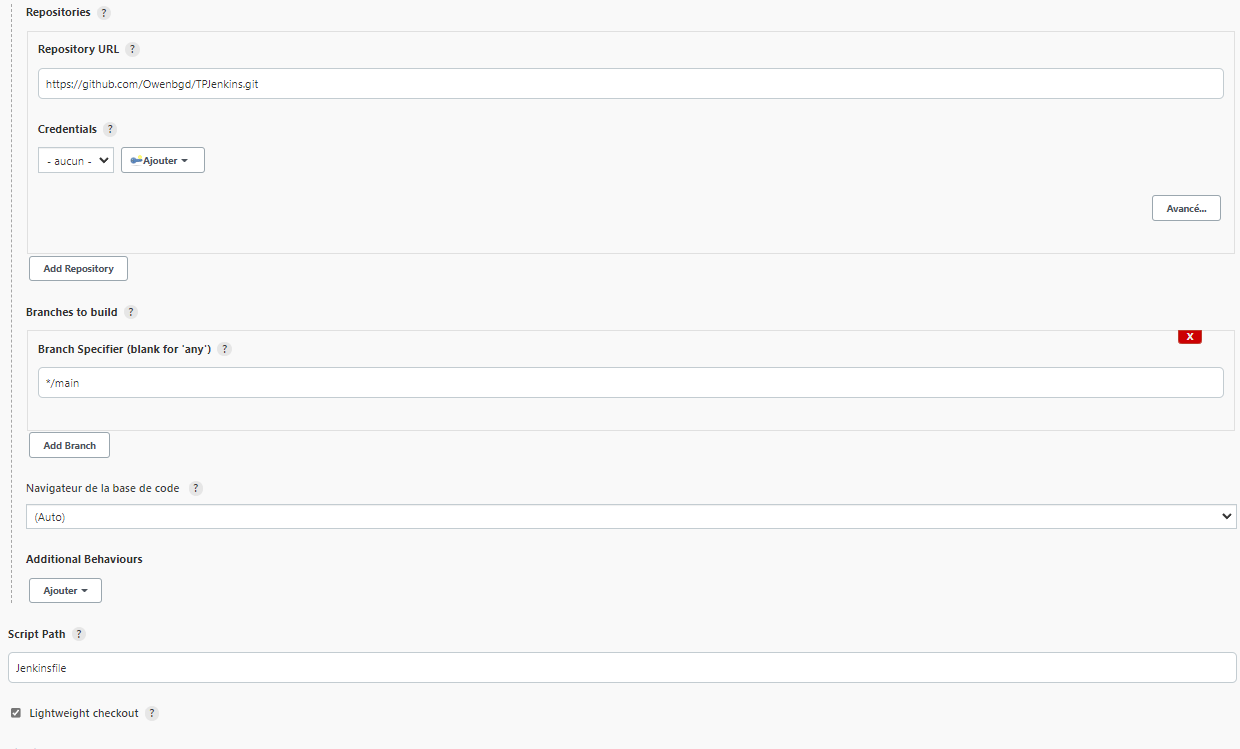 Repositories ?
Repository URL ?
https://github.com/Owenbgd/TPJenkins.git
Credentials ?
- aucun - Ajouter
Avancé...
Add Repository
Branches to build ?
X
Branch Specifier (blank for 'any') ?
*/main
Add Branch
Navigateur de la base de code ?
(Auto)
Additional Behaviours
Ajouter
Script Path ?
Jenkinsfile
Lightweight checkout ?